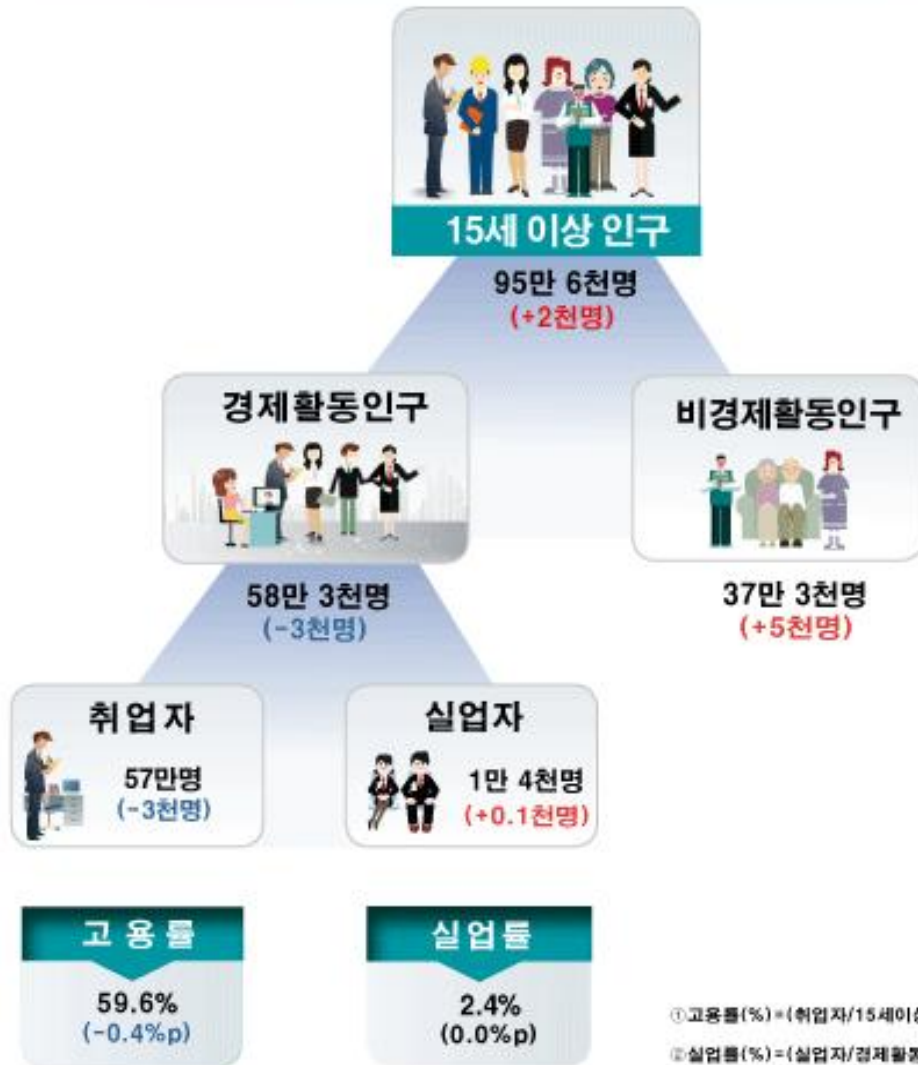 15세 이상 인구
95만 6천명
(+2천명)
경제활동인구
비경제활동인구
58만 3천명
(-3천명)
37만 3천명
(+5천명)
취업자
57만명
(-3천명)
실업자
1만 4천명
(+0.1천명)
고용률
59.6%
(-0.4%p)
실업률
2.4%
(0.0%p)
①고용률(%)=(취업자/15세이상
②실업률(%)=(실업자/경제활동